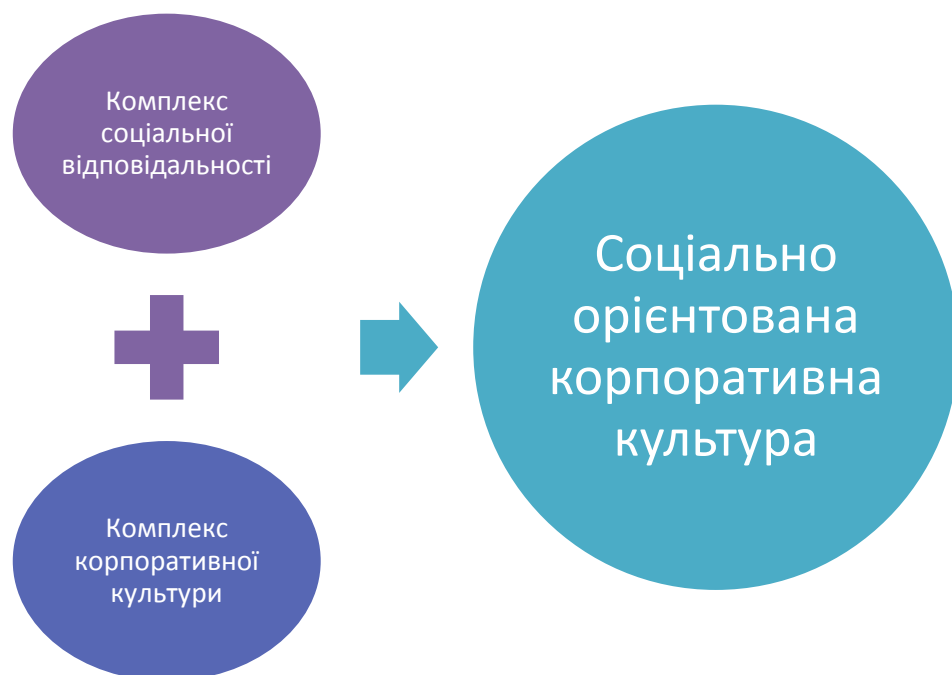 Комплекс
соціальної
відповідальності
Комплекс
корпоративної
культури
Соціально
орієнтована
корпоративна
культура